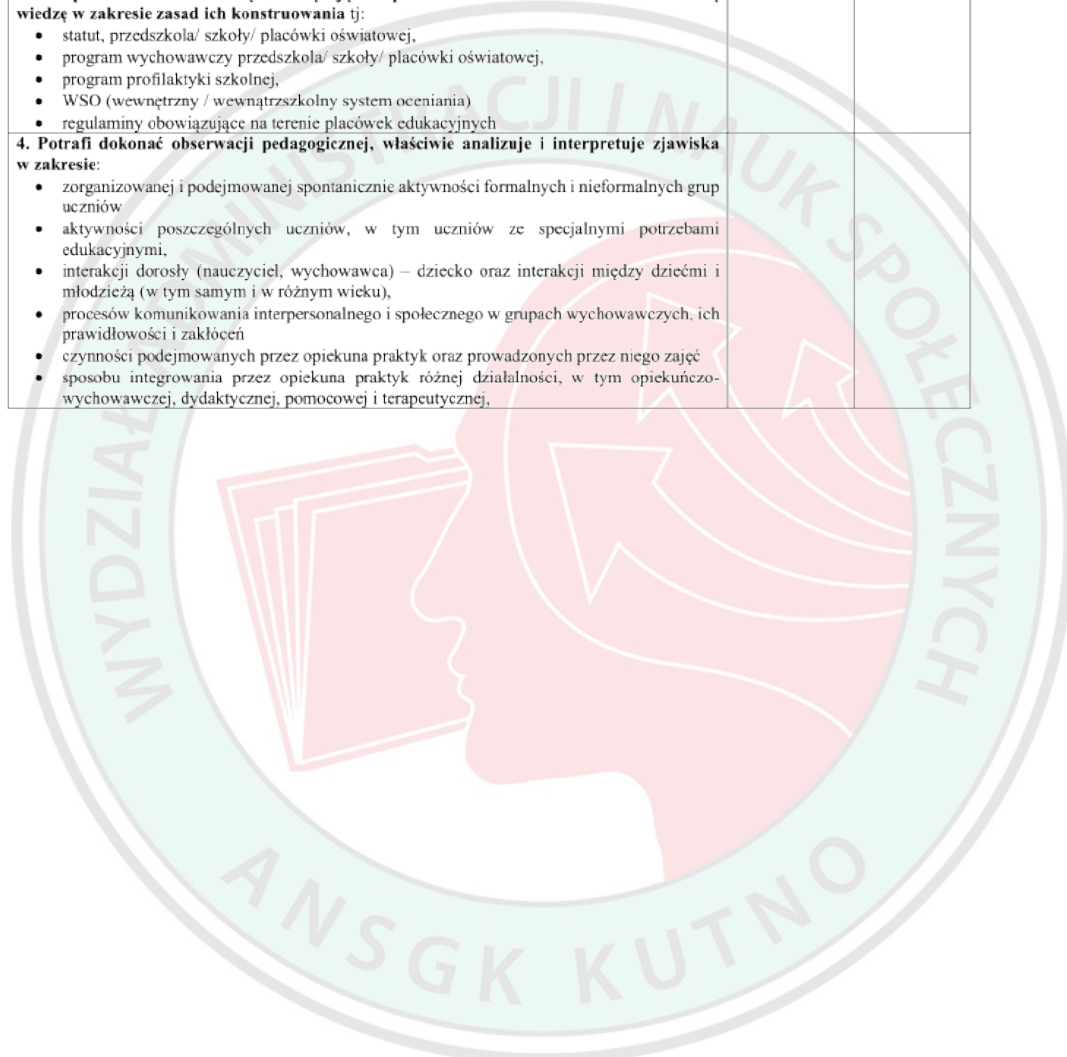 wiedzę w zakresie zasad ich konstruowania tj:
• statut, przedszkola/ szkoły/ placówki oświatowej,
• program wychowawczy przedszkola/ szkoły/ placówki oświatowej,
• program profilaktyki szkolnej,
• WSO (wewnętrzny / wewnątrzszkolny system oceniania)
• regulaminy obowiązujące na terenie placówek edukacyjnych
4. Potrafi dokonać obserwacji pedagogicznej, właściwie analizuje i interpretuje zjawiska
w zakresie:
• zorganizowanej i podejmowanej spontanicznie aktywności formalnych i nieformalnych grup
uczniów
• aktywności poszczególnych uczniów, w tym uczniów ze specjalnymi potrzebami
edukacyjnymi,
• interakcji dorosły (nauczyciel, wychowawca) – dziecko oraz interakcji między dziećmi i
młodzieżą (w tym samym i w różnym wieku),
• procesów komunikowania interpersonalnego i społecznego w grupach wychowawczych, ich
prawidłowości i zakłóceń
• czynności podejmowanych przez opiekuna praktyk oraz prowadzonych przez niego zajęć
• sposobu integrowania przez opiekuna praktyk różnej działalności, w tym opiekuńczo-
wychowawczej, dydaktycznej, pomocowej i terapeutycznej,
WYDZIAŁ ADMINISTRACJI I NAUK SPOŁECZNYCH
ANSGK KUTNO